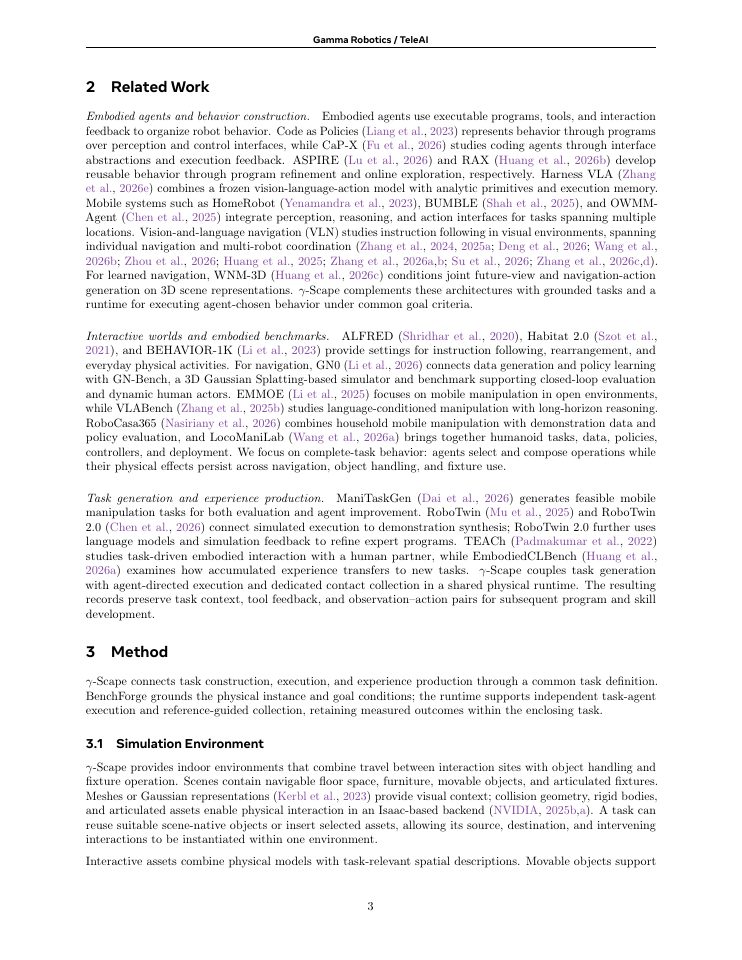 Gamma Robotics / TeleAI
2 Related Work
Embodied agents and behavior construction. Embodied agents use executable programs, tools, and interaction
feedback to organize robot behavior. Code as Policies (Liang et al., 2023) represents behavior through programs
over perception and control interfaces, while CaP-X (Fu et al., 2026) studies coding agents through interface
abstractions and execution feedback. ASPIRE (Lu et al., 2026) and RAX (Huang et al., 2026b) develop
reusable behavior through program refinement and online exploration, respectively. Harness VLA (Zhang
et al., 2026e) combines a frozen vision-language-action model with analytic primitives and execution memory.
Mobile systems such as HomeRobot (Yenamandra et al., 2023), BUMBLE (Shah et al., 2025), and OWMM-
Agent (Chen et al., 2025) integrate perception, reasoning, and action interfaces for tasks spanning multiple
locations. Vision-and-language navigation (VLN) studies instruction following in visual environments, spanning
individual navigation and multi-robot coordination (Zhang et al., 2024, 2025a; Deng et al., 2026; Wang et al.,
2026b; Zhou et al., 2026; Huang et al., 2025; Zhang et al., 2026a,b; Su et al., 2026; Zhang et al., 2026c,d).
For learned navigation, WNM-3D (Huang et al., 2026c) conditions joint future-view and navigation-action
generation on 3D scene representations. γ-Scape complements these architectures with grounded tasks and a
runtime for executing agent-chosen behavior under common goal criteria.
Interactive worlds and embodied benchmarks. ALFRED (Shridhar et al., 2020), Habitat 2.0 (Szot et al.,
2021), and BEHAVIOR-1K (Li et al., 2023) provide settings for instruction following, rearrangement, and
everyday physical activities. For navigation, GN0 (Li et al., 2026) connects data generation and policy learning
with GN-Bench, a 3D Gaussian Splatting-based simulator and benchmark supporting closed-loop evaluation
and dynamic human actors. EMMOE (Li et al., 2025) focuses on mobile manipulation in open environments,
while VLABench (Zhang et al., 2025b) studies language-conditioned manipulation with long-horizon reasoning.
RoboCasa365 (Nasiriany et al., 2026) combines household mobile manipulation with demonstration data and
policy evaluation, and LocoManiLab (Wang et al., 2026a) brings together humanoid tasks, data, policies,
controllers, and deployment. We focus on complete-task behavior: agents select and compose operations while
their physical effects persist across navigation, object handling, and fixture use.
Task generation and experience production. ManiTaskGen (Dai et al., 2026) generates feasible mobile
manipulation tasks for both evaluation and agent improvement. RoboTwin (Mu et al., 2025) and RoboTwin
2.0 (Chen et al., 2026) connect simulated execution to demonstration synthesis; RoboTwin 2.0 further uses
language models and simulation feedback to refine expert programs. TEACh (Padmakumar et al., 2022)
studies task-driven embodied interaction with a human partner, while EmbodiedCLBench (Huang et al.,
2026a) examines how accumulated experience transfers to new tasks. γ-Scape couples task generation
with agent-directed execution and dedicated contact collection in a shared physical runtime. The resulting
records preserve task context, tool feedback, and observation–action pairs for subsequent program and skill
development.
3 Method
γ-Scape connects task construction, execution, and experience production through a common task definition.
BenchForge grounds the physical instance and goal conditions; the runtime supports independent task-agent
execution and reference-guided collection, retaining measured outcomes within the enclosing task.
3.1 Simulation Environment
γ-Scape provides indoor environments that combine travel between interaction sites with object handling and
fixture operation. Scenes contain navigable floor space, furniture, movable objects, and articulated fixtures.
Meshes or Gaussian representations (Kerbl et al., 2023) provide visual context; collision geometry, rigid bodies,
and articulated assets enable physical interaction in an Isaac-based backend (NVIDIA, 2025b,a). A task can
reuse suitable scene-native objects or insert selected assets, allowing its source, destination, and intervening
interactions to be instantiated within one environment.
Interactive assets combine physical models with task-relevant spatial descriptions. Movable objects support
3